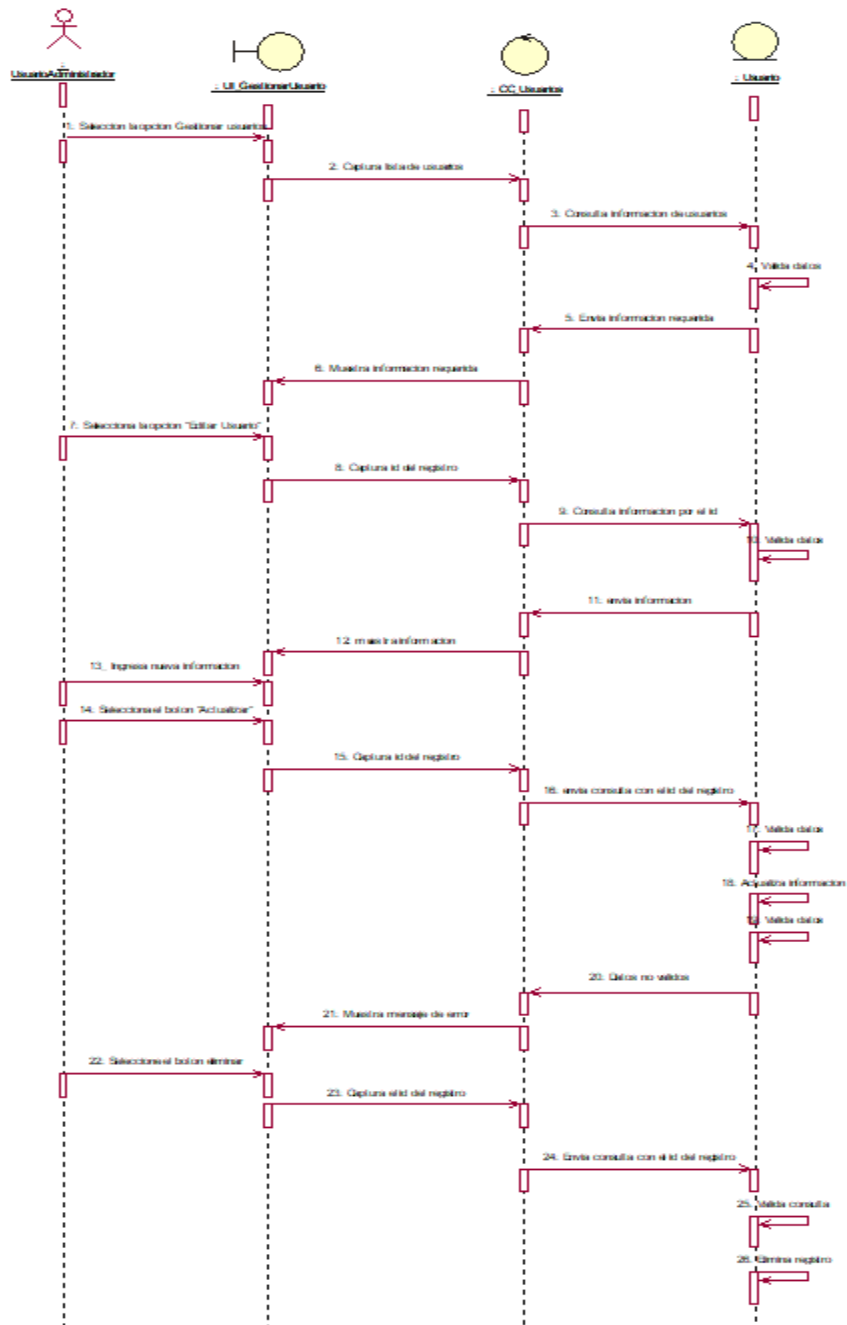 : UsuarioAdministrador
: UI_GestionarUsuario
: CC_Usuarios
: Usuario
1: Seleccion la opcion Gestionar usuarios
2: Captura lista de usuarios
3: Consulta informacion de usuarios
4: Valida datos
5: Envia informacion requerida
6: Muestra informacion requerida
7: Selecciona la opcion "Editar Usuario"
8: Captura id del registro
9: Consulta informacion por el id
10: Valida datos
11: envia informacion
12: muestra informacion
13_ Ingresa nueva informacion
14: Selecciona el boton "Actualizar"
15: Captura id del registro
16: envia consulta con el id del registro
17: Valida datos
18: Actualiza informacion
19: Valida datos
20: Datos no validos
21: Muestra mensaje de error
22: Selecciona el boton eliminar
23: Captura el id del registro
24: Envia consulta con el id del registro
25: Valida consulta
26: Elimina registro